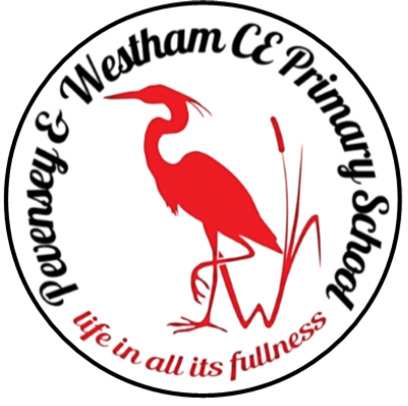 Pevensey & Westham CE Primary School
life in all its fullness